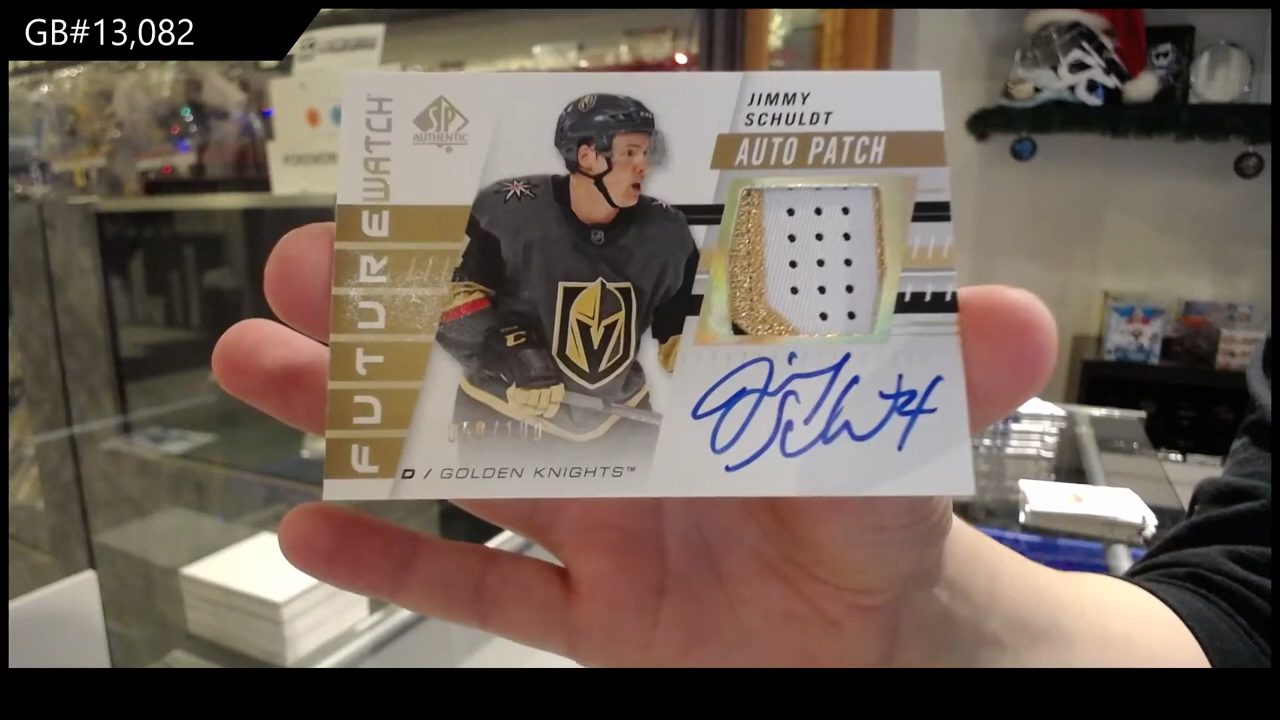 GB#13,082
FUTURE WATCH
SP
AUTHENTIC
JIMMY
SCHULDT
AUTO PATCH
C
D / GOLDEN KNIGHTS™